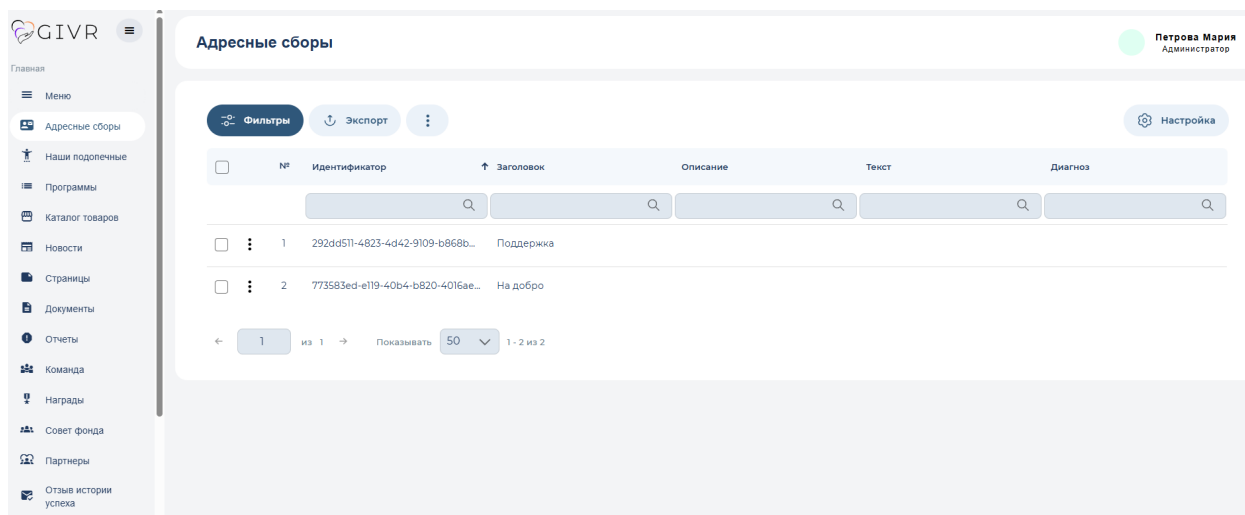 GIVR
Главная
Меню
Адресные сборы
Наши подопечные
Программы
Каталог товаров
Новости
Страницы
Документы
Отчеты
Команда
Награды
Совет фонда
Партнеры
Отзыв истории
успеха
Адресные сборы
Петрова Мария
Администратор
Фильтры Экспорт Настройка
№ Идентификатор Заголовок Описание Текст Диагноз
1 292dd511-4823-4d42-9109-b868b... Поддержка
2 773583ed-e119-40b4-b820-4016ae... На добро
1 из 1 Показывать 50 1 - 2 из 2